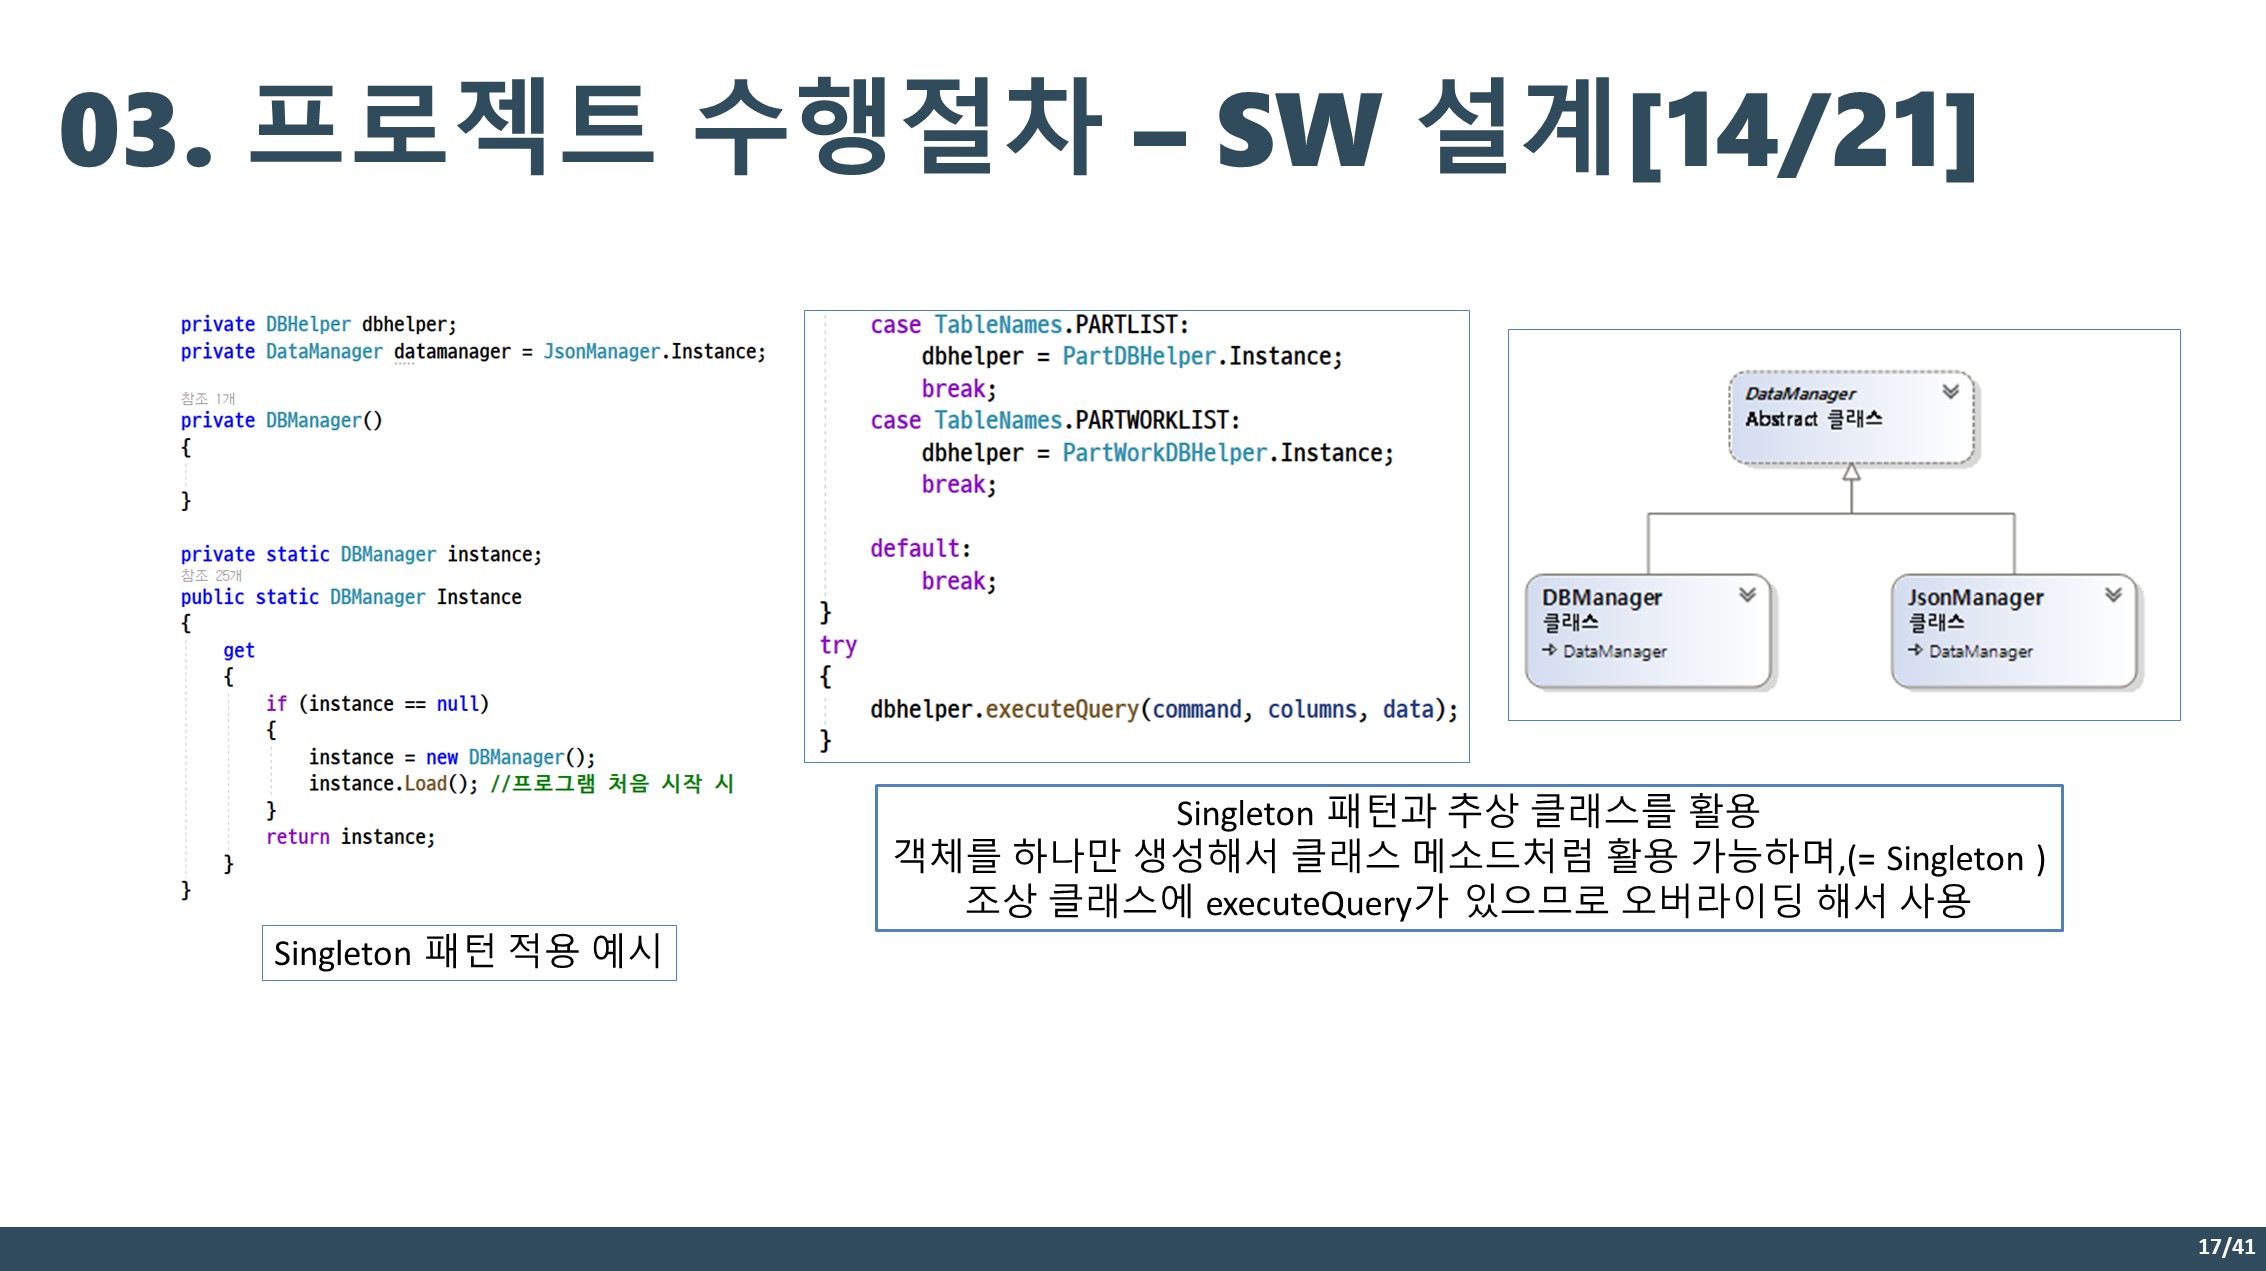 03. 프로젝트 수행절차 – SW 설계[14/21]
private DBHelper dbhelper;
private DataManager datamanager = JsonManager.Instance;
참조 1개
private DBManager()
{
}
private static DBManager instance;
참조 25개
public static DBManager Instance
{
get
{
if (instance == null)
{
instance = new DBManager();
instance.Load(); //프로그램 처음 시작 시
}
return instance;
}
}
Singleton 패턴 적용 예시
case TableNames.PARTLIST:
dbhelper = PartDBHelper.Instance;
break;
case TableNames.PARTWORKLIST:
dbhelper = PartWorkDBHelper.Instance;
break;
default:
break;
}
try
{
dbhelper.executeQuery(command, columns, data);
}
DataManager
Abstract 클래스
DBManager
클래스
DataManager
JsonManager
클래스
DataManager
Singleton 패턴과 추상 클래스를 활용
객체를 하나만 생성해서 클래스 메소드처럼 활용 가능하며,(= Singleton )
조상 클래스에 executeQuery가 있으므로 오버라이딩 해서 사용
17/41